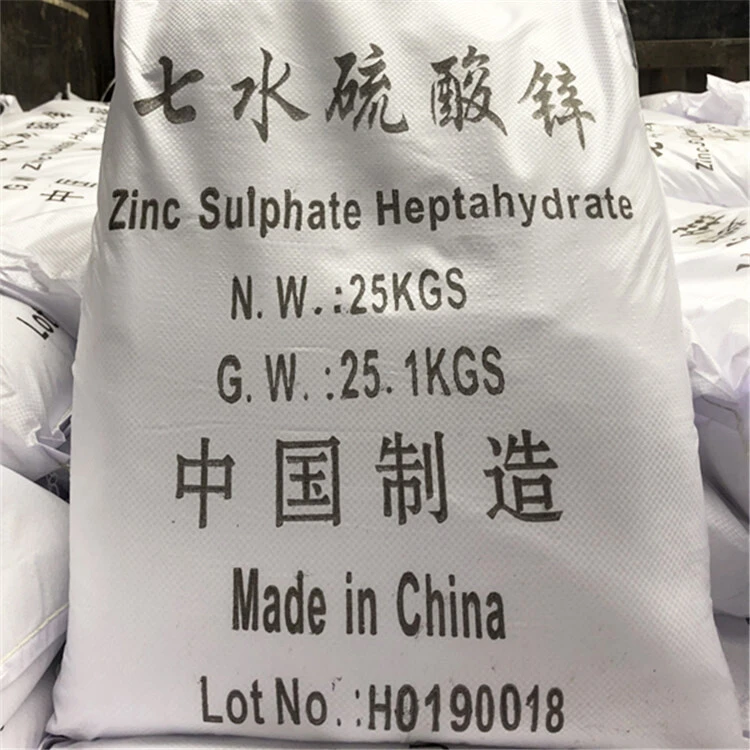 七水硫酸锌
Zinc Sulphate Heptahydrate
N.W.:25KGS
G.W.:25.1KGS
中国制造
Made in China
Lot No.:H0190018